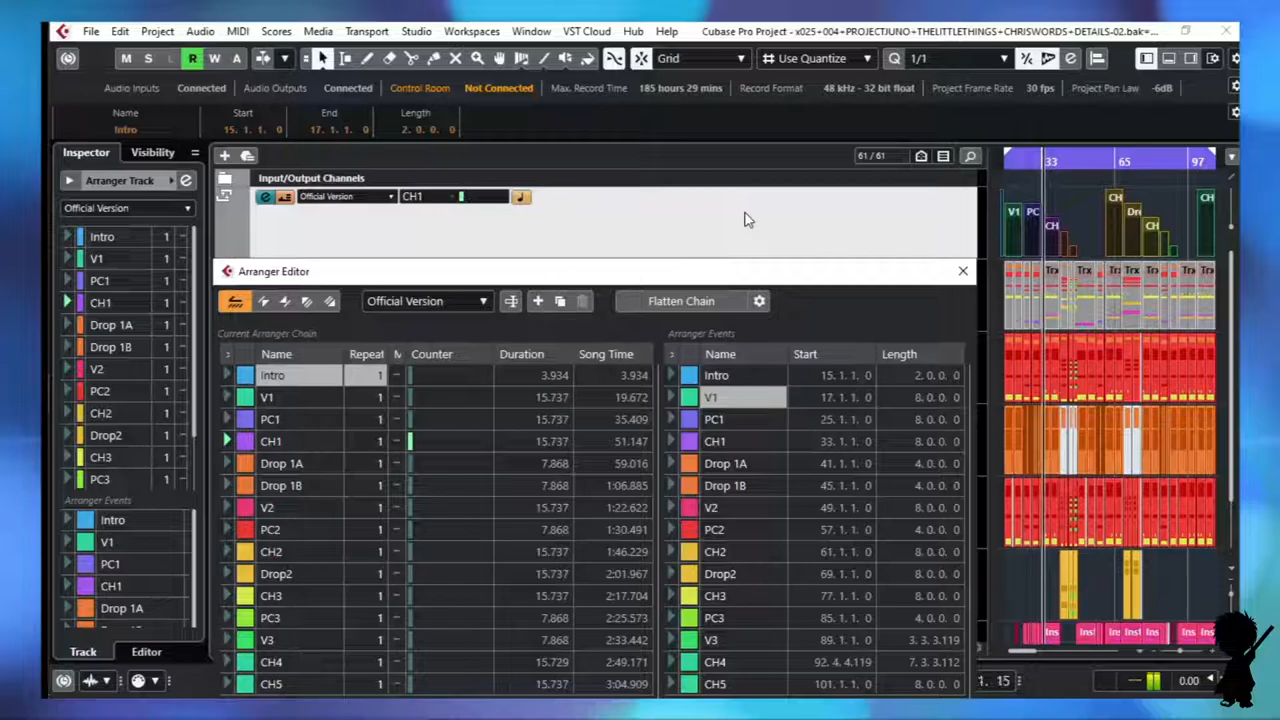 File Edit Project Audio MIDI Scores Media Transport Studio Workspaces Window VST Cloud Hub Help Cubase Pro Project - x025+004+PROJECTJUNO+THELITTLETHINGS+CHRISWORDS+DETAILS-02.bak=...
M S L R W A Grid Use Quantize Q 1/1
Audio Inputs Connected Audio Outputs Connected Control Room Not Connected Max. Record Time 185 hours 29 mins Record Format 48 kHz - 32 bit float Project Frame Rate 30 fps Project Pan Law -6dB
Name Start End Length
Intro 15. 1. 1. 0 17. 1. 1. 0 2. 0. 0. 0
Inspector Visibility 61 / 61 33 65 97
Arranger Track Input/Output Channels
Official Version CH1
Official Version
V1 PC CH CH Dro CH CH
Intro 1
V1 1
PC1 1
CH1 1
Drop 1A 1
Drop 1B 1
V2 1
PC2 1
CH2 1
Drop2 1
CH3 1
PC3 1
Arranger Events
Intro
V1
PC1
CH1
Drop 1A
Track Editor
Arranger Editor
Official Version Flatten Chain
Current Arranger Chain Arranger Events
Name Repeat M Counter Duration Song Time Name Start Length
Intro 1 3.934 3.934 Intro 15. 1. 1. 0 2. 0. 0. 0
V1 1 15.737 19.672 V1 17. 1. 1. 0 8. 0. 0. 0
PC1 1 15.737 35.409 PC1 25. 1. 1. 0 8. 0. 0. 0
CH1 1 15.737 51.147 CH1 33. 1. 1. 0 8. 0. 0. 0
Drop 1A 1 7.868 59.016 Drop 1A 41. 1. 1. 0 4. 0. 0. 0
Drop 1B 1 7.868 1:06.885 Drop 1B 45. 1. 1. 0 4. 0. 0. 0
V2 1 15.737 1:22.622 V2 49. 1. 1. 0 8. 0. 0. 0
PC2 1 7.868 1:30.491 PC2 57. 1. 1. 0 4. 0. 0. 0
CH2 1 15.737 1:46.229 CH2 61. 1. 1. 0 8. 0. 0. 0
Drop2 1 15.737 2:01.967 Drop2 69. 1. 1. 0 8. 0. 0. 0
CH3 1 15.737 2:17.704 CH3 77. 1. 1. 0 8. 0. 0. 0
PC3 1 7.868 2:25.573 PC3 85. 1. 1. 0 4. 0. 0. 0
V3 1 7.868 2:33.442 V3 89. 1. 1. 0 3. 3. 3.119
CH4 1 15.729 2:49.171 CH4 92. 4. 4.119 7. 3. 3.112
CH5 1 15.737 3:04.909 CH5 101. 1. 1. 0 8. 0. 0. 0
Trx Trx Trx Trx Trx Trx
Ins Inst Ins Inst Ins Ins Ins
1. 15 0.00